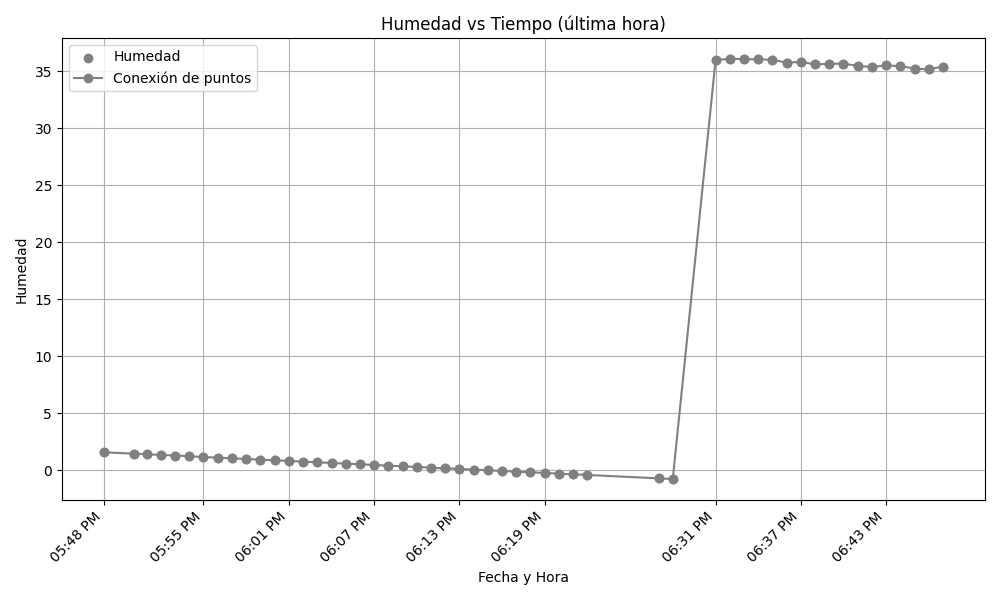 Humedad vs Tiempo (última hora)
Humedad
Conexión de puntos
35
30
25
20
15
10
5
0
Humedad
05:48 PM
05:55 PM
06:01 PM
06:07 PM
06:13 PM
06:19 PM
06:31 PM
06:37 PM
06:43 PM
Fecha y Hora